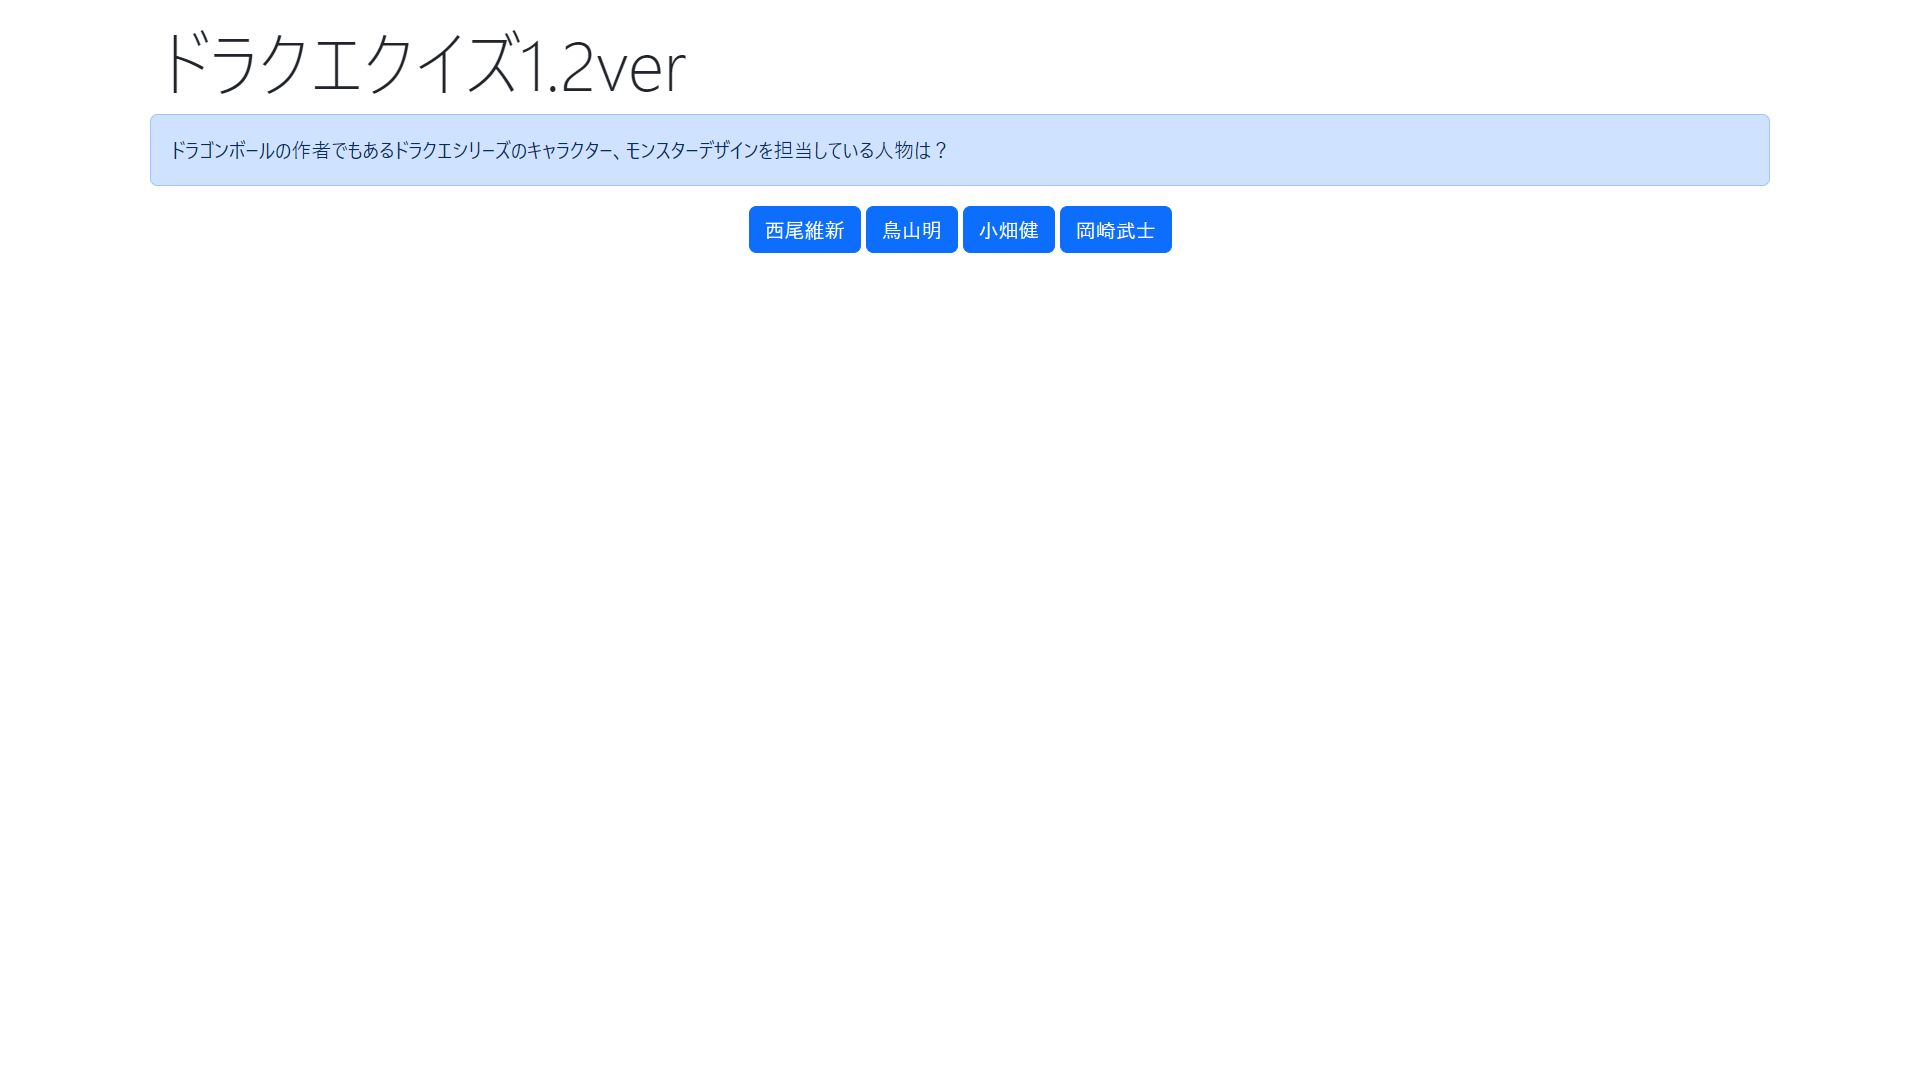 ドラクエクイズ1.2ver
ドラゴンボールの作者でもあるドラクエシリーズのキャラクター、モンスターデザインを担当している人物は？
西尾維新 鳥山明 小畑健 岡崎武士